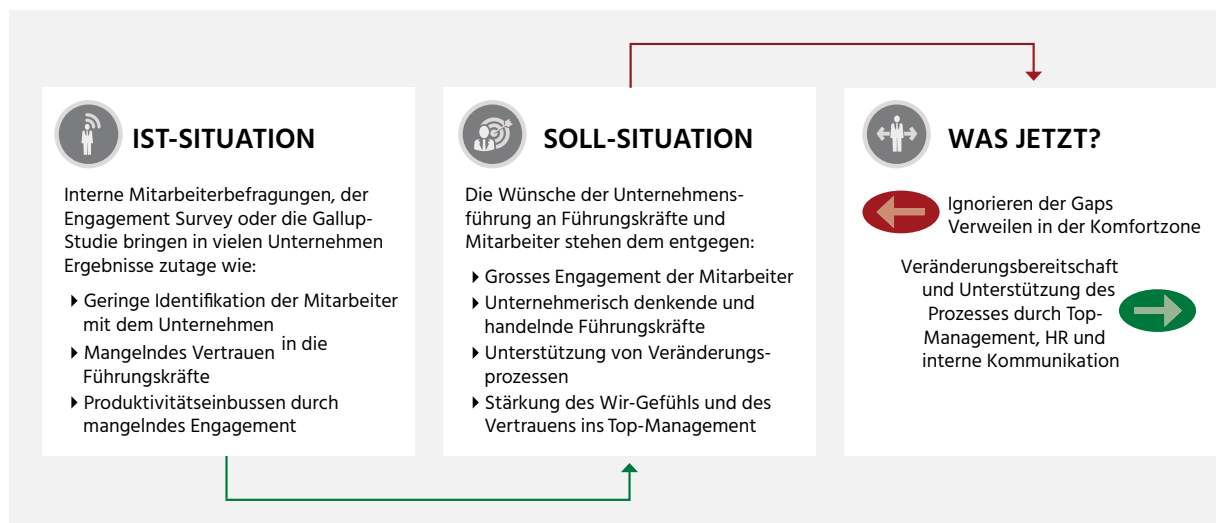 IST-SITUATION
Interne Mitarbeiterbefragungen, der
Engagement Survey oder die Gallup-
Studie bringen in vielen Unternehmen
Ergebnisse zutage wie:
Geringe Identifikation der Mitarbeiter
mit dem Unternehmen
Mangelndes Vertrauen in die
Führungskräfte
Produktivitätseinbussen durch
mangelndes Engagement
SOLL-SITUATION
Die Wünsche der Unternehmens-
führung an Führungskräfte und
Mitarbeiter stehen dem entgegen:
Grosses Engagement der Mitarbeiter
Unternehmerisch denkende und
handelnde Führungskräfte
Unterstützung von Veränderungs-
prozessen
Stärkung des Wir-Gefühls und des
Vertrauens ins Top-Management
WAS JETZT?
Ignorieren der Gaps
Verweilen in der Komfortzone
Veränderungsbereitschaft
und Unterstützung des
Prozesses durch Top-
Management, HR und
interne Kommunikation